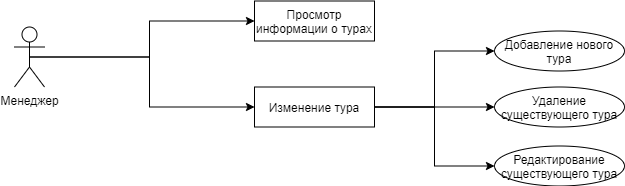 Просмотр
информации о турах
Менеджер
Изменение тура
Добавление нового
тура
Удаление
существующего тура
Редактирование
существующего тура